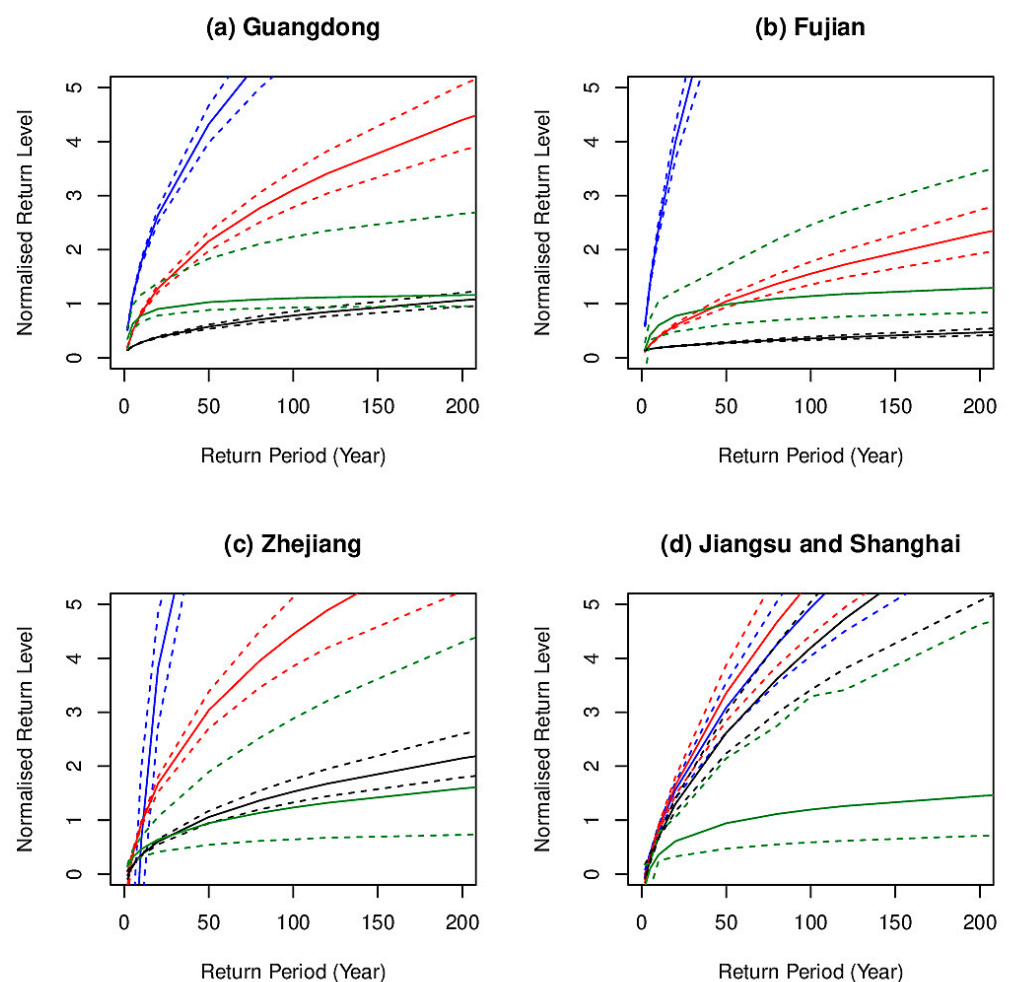 (a) Guangdong
Normalised Return Level
5
4
3
2
1
0
0 50 100 150 200
Return Period (Year)
(b) Fujian
Normalised Return Level
5
4
3
2
1
0
0 50 100 150 200
Return Period (Year)
(c) Zhejiang
Normalised Return Level
5
4
3
2
1
0
0 50 100 150 200
Return Period (Year)
(d) Jiangsu and Shanghai
Normalised Return Level
5
4
3
2
1
0
0 50 100 150 200
Return Period (Year)